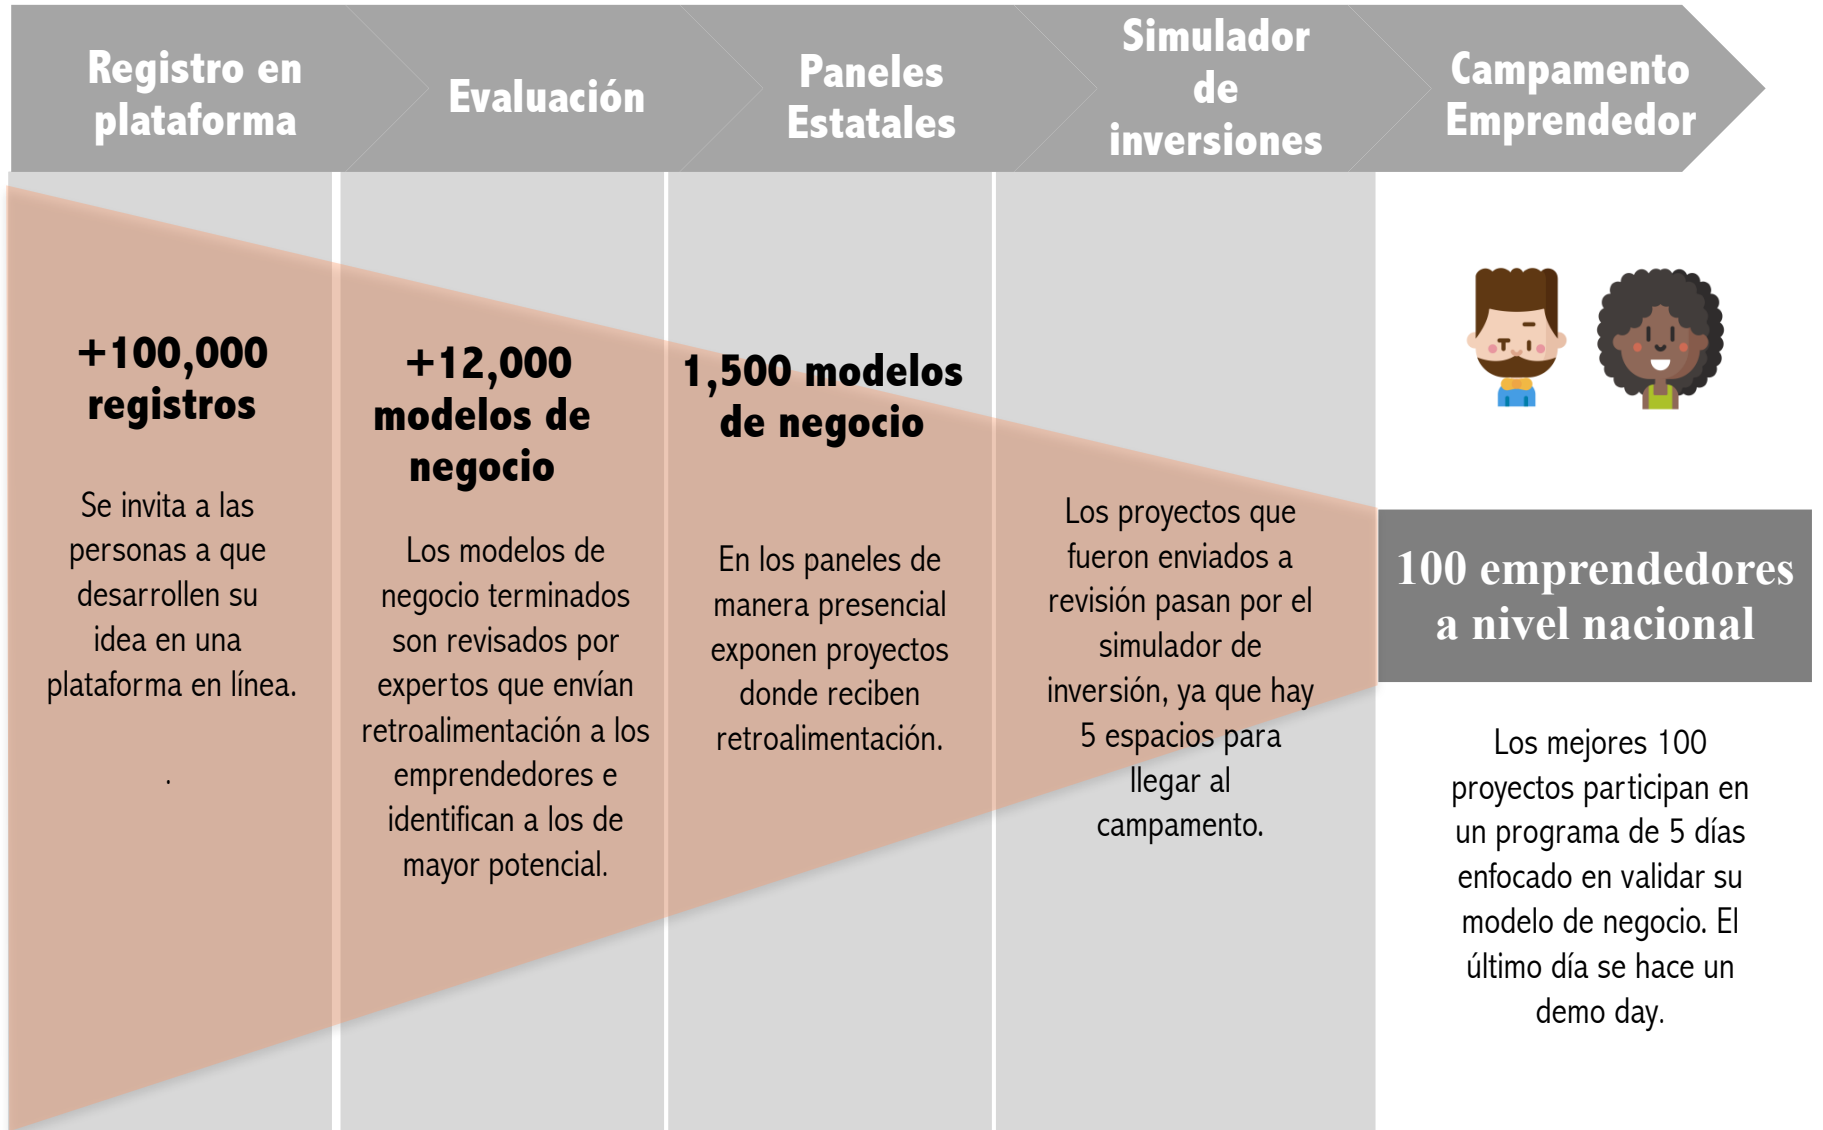 Registro en
plataforma
Evaluación
Paneles
Estatales
Simulador
de
inversiones
Campamento
Emprendedor
+100,000
registros
Se invita a las
personas a que
desarrollen su
idea en una
plataforma en línea.
.
+12,000
modelos de
negocio
Los modelos de
negocio terminados
son revisados por
expertos que envían
retroalimentación a los
emprendedores e
identifican a los de
mayor potencial.
1,500 modelos
de negocio
En los paneles de
manera presencial
exponen proyectos
donde reciben
retroalimentación.
Los proyectos que
fueron enviados a
revisión pasan por el
simulador de
inversión, ya que hay
5 espacios para
llegar al
campamento.
100 emprendedores
a nivel nacional
Los mejores 100
proyectos participan en
un programa de 5 días
enfocado en validar su
modelo de negocio. El
último día se hace un
demo day.